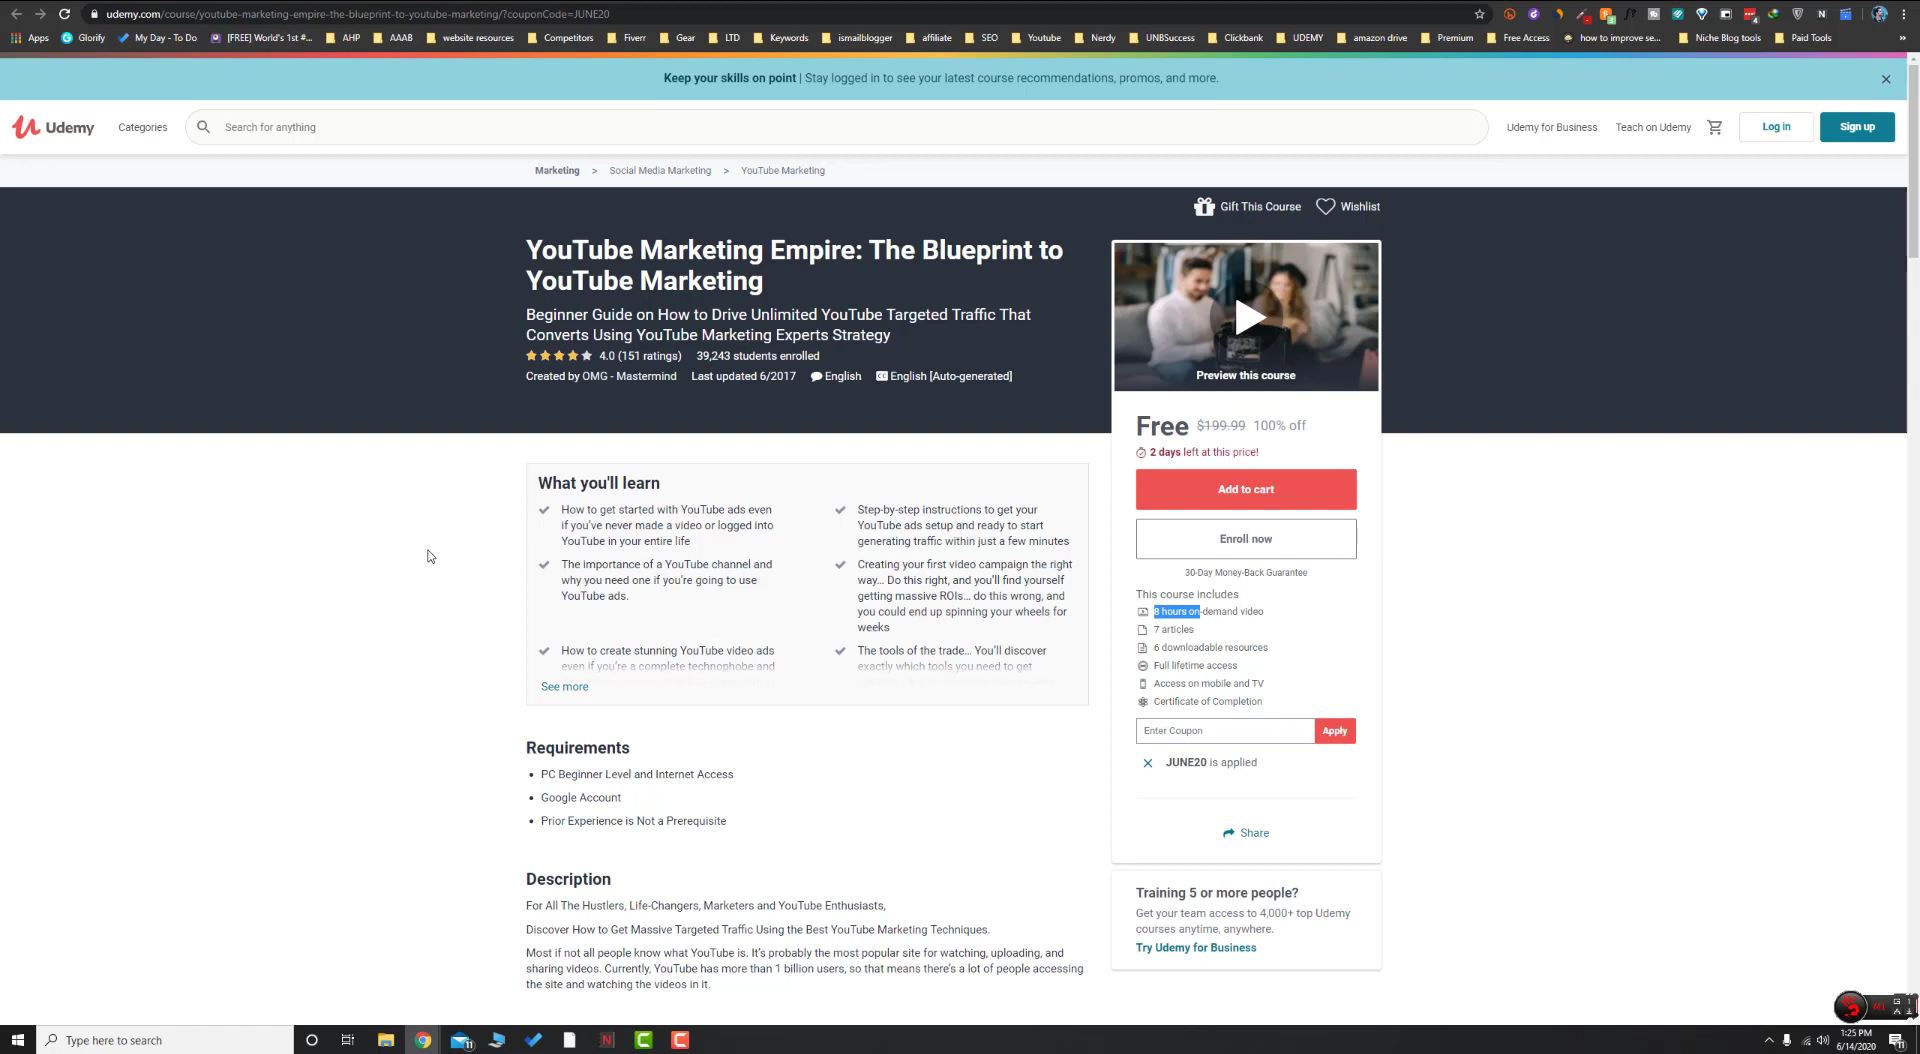 udemy.com/course/youtube-marketing-empire-the-blueprint-to-youtube-marketing/?couponCode=JUNE20
Apps Glorify My Day - To Do [FREE] World's 1st #... AHP AAAB website resources Competitors Fiverr Gear LTD Keywords ismailblogger affiliate SEO Youtube Nerdy UNBSuccess Clickbank UDEMY amazon drive Premium Free Access how to improve se... Niche Blog tools Paid Tools »
Keep your skills on point | Stay logged in to see your latest course recommendations, promos, and more.
Udemy Categories Search for anything Udemy for Business Teach on Udemy Log in Sign up
Marketing > Social Media Marketing > YouTube Marketing
Gift This Course Wishlist
YouTube Marketing Empire: The Blueprint to
YouTube Marketing
Beginner Guide on How to Drive Unlimited YouTube Targeted Traffic That
Converts Using YouTube Marketing Experts Strategy
4.0 (151 ratings) 39,243 students enrolled
Created by OMG - Mastermind Last updated 6/2017 English English [Auto-generated]
Preview this course
Free $199.99 100% off
2 days left at this price!
Add to cart
Enroll now
30-Day Money-Back Guarantee
This course includes
8 hours on-demand video
7 articles
6 downloadable resources
Full lifetime access
Access on mobile and TV
Certificate of Completion
Enter Coupon Apply
JUNE20 is applied
Share
Training 5 or more people?
Get your team access to 4,000+ top Udemy
courses anytime, anywhere.
Try Udemy for Business
What you'll learn
How to get started with YouTube ads even
if you've never made a video or logged into
YouTube in your entire life
Step-by-step instructions to get your
YouTube ads setup and ready to start
generating traffic within just a few minutes
The importance of a YouTube channel and
why you need one if you're going to use
YouTube ads.
Creating your first video campaign the right
way... Do this right, and you'll find yourself
getting massive ROIs... do this wrong, and
you could end up spinning your wheels for
weeks
How to create stunning YouTube video ads
even if you're a complete technophobe and
The tools of the trade... You'll discover
exactly which tools you need to get
See more
Requirements
• PC Beginner Level and Internet Access
• Google Account
• Prior Experience is Not a Prerequisite
Description
For All The Hustlers, Life-Changers, Marketers and YouTube Enthusiasts,
Discover How to Get Massive Targeted Traffic Using the Best YouTube Marketing Techniques.
Most if not all people know what YouTube is. It's probably the most popular site for watching, uploading, and
sharing videos. Currently, YouTube has more than 1 billion users, so that means there's a lot of people accessing
the site and watching the videos in it.
Type here to search
1:25 PM
6/14/2020